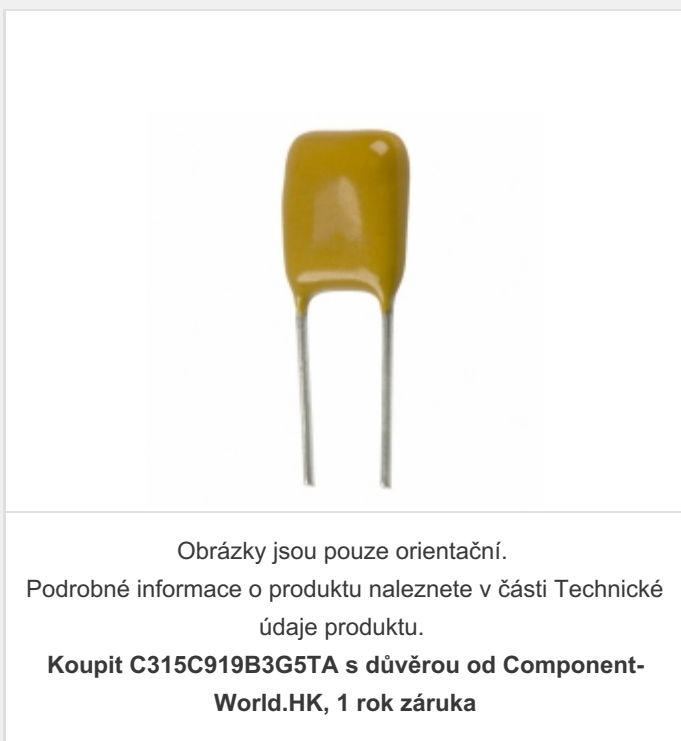 Obrázky jsou pouze orientační.
Podrobné informace o produktu naleznete v části Technické
údaje produktu.
Koupit C315C919B3G5TA s důvěrou od Component-
World.HK, 1 rok záruka